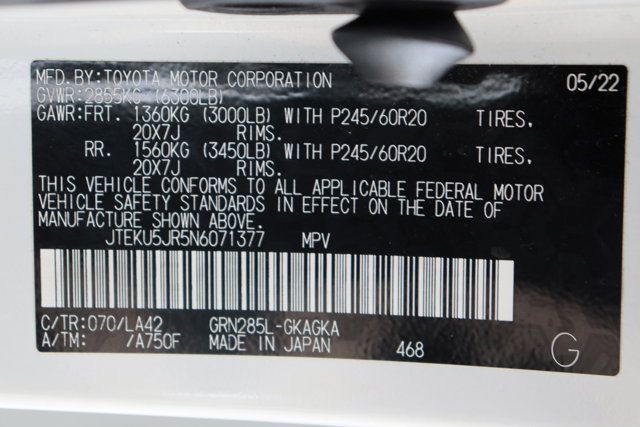 MFD.BY:TOYOTA MOTOR CORPORATION 05/22
GVWR:2855KG (6300LB)
GAWR:FRT. 1360KG (3000LB) WITH P245/60R20 TIRES,
20X7J RIMS.
RR. 1560KG (3450LB) WITH P245/60R20 TIRES,
20X7J RIMS.
THIS VEHICLE CONFORMS TO ALL APPLICABLE FEDERAL MOTOR
VEHICLE SAFETY STANDARDS IN EFFECT ON THE DATE OF
MANUFACTURE SHOWN ABOVE.
JTEKU5JR5N6071377 MPV
C/TR:070/LA42 GRN285L-GKAGKA
A/TM: /A750F MADE IN JAPAN 468 G